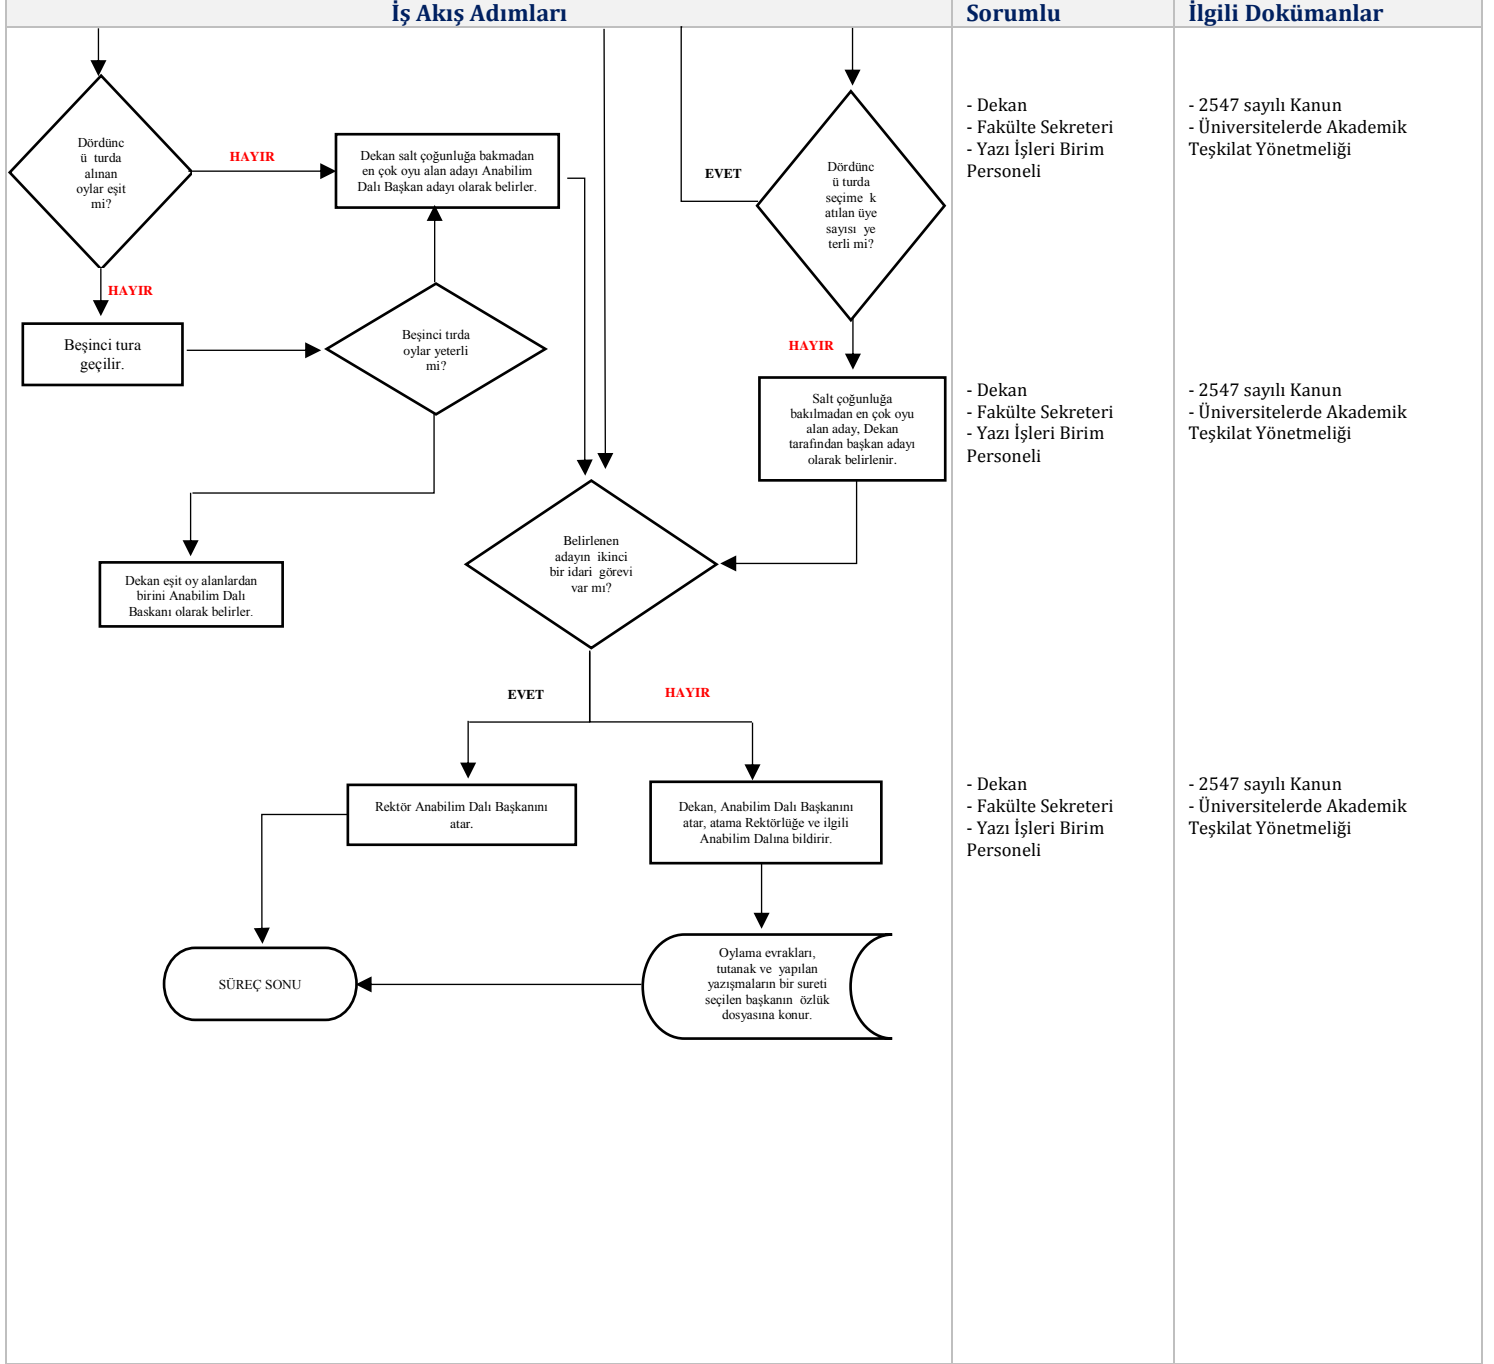 İş Akış Adımları
Sorumlu
İlgili Dokümanlar
Dördünc
ü turda
alınan
oylar eşit
mi?
HAYIR
Dekan salt çoğunluğa bakmadan
en çok oyu alan adayı Anabilim
Dalı Başkan adayı olarak belirler.
EVET
Dördünc
ü turda
seçime k
atılan üye
sayısı ye
terli mi?
- Dekan
- Fakülte Sekreteri
- Yazı İşleri Birim
Personeli
- 2547 sayılı Kanun
- Üniversitelerde Akademik
Teşkilat Yönetmeliği
HAYIR
Beşinci tura
geçilir.
Beşinci tırda
oylar yeterli
mi?
HAYIR
Salt çoğunluğa
bakılmadan en çok oyu
alan aday, Dekan
tarafından başkan adayı
olarak belirlenir.
- Dekan
- Fakülte Sekreteri
- Yazı İşleri Birim
Personeli
- 2547 sayılı Kanun
- Üniversitelerde Akademik
Teşkilat Yönetmeliği
Dekan eşit oy alanlardan
birini Anabilim Dalı
Baskanı olarak belirler.
Belirlenen
adayın ikinci
bir idari görevi
var mı?
EVET
HAYIR
Rektör Anabilim Dalı Başkanını
atar.
Dekan, Anabilim Dalı Başkanını
atar, atama Rektörlüğe ve ilgili
Anabilim Dalına bildirir.
- Dekan
- Fakülte Sekreteri
- Yazı İşleri Birim
Personeli
- 2547 sayılı Kanun
- Üniversitelerde Akademik
Teşkilat Yönetmeliği
SÜREÇ SONU
Oylama evrakları,
tutanak ve yapılan
yazışmaların bir sureti
seçilen başkanın özlük
dosyasına konur.